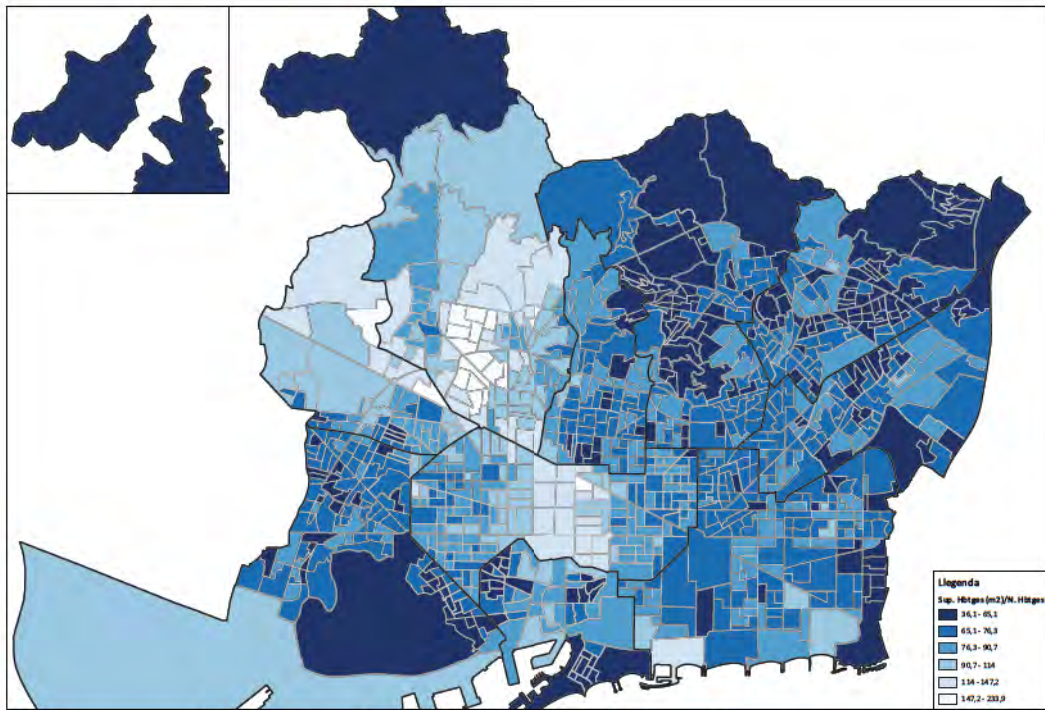 Llegenda
Sup. Hbtges (m2)/N. Hbtges
36,1 - 65,1
65,1 - 76,3
76,3 - 90,7
90,7 - 114
114 - 147,2
147,2 - 233,9